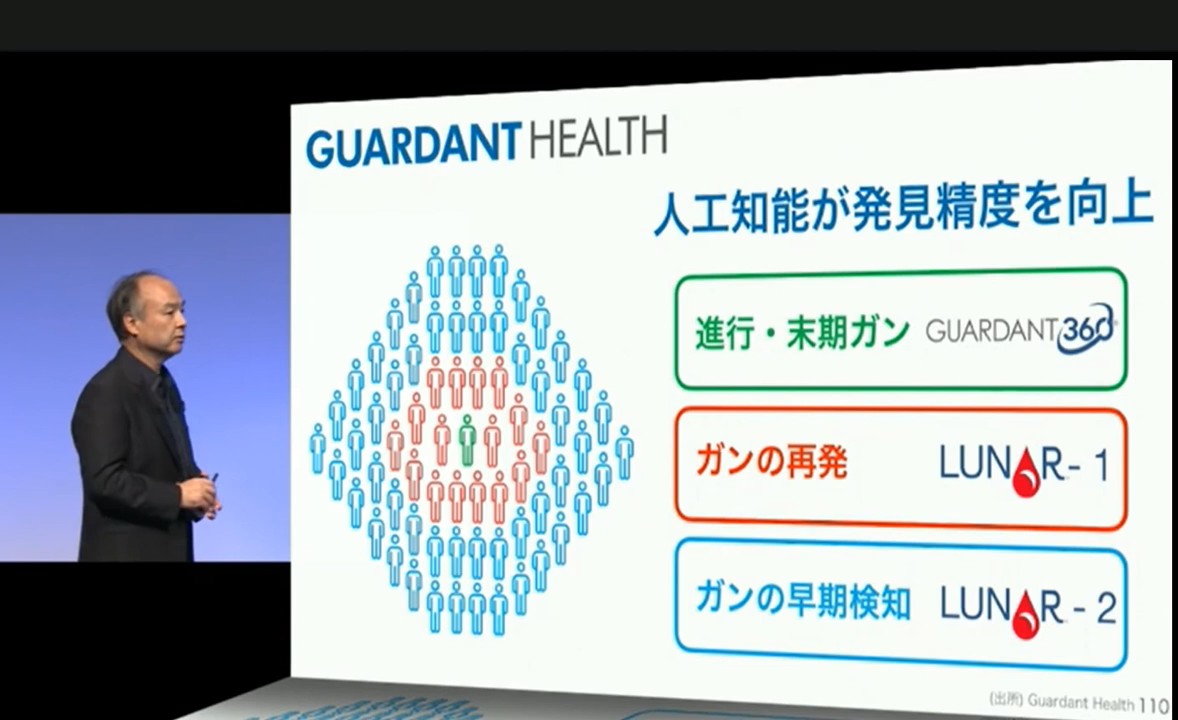 GUARDANT HEALTH
人工知能が発見精度を向上
進行・末期ガン GUARDANT360
ガンの再発 LUNAR- 1
ガンの早期検知 LUNAR - 2
(出所) Guardant Health 110